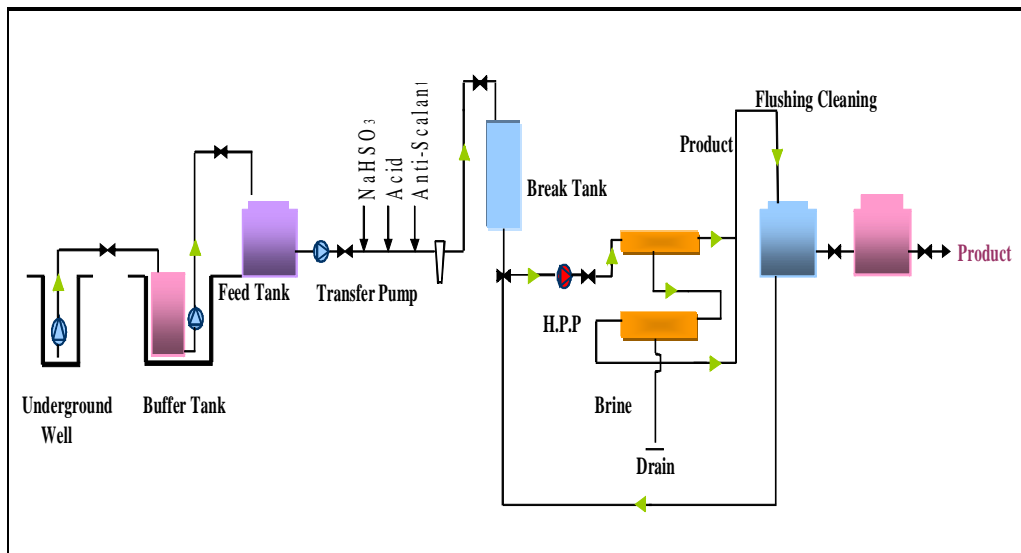 Flushing Cleaning
NaHSO3
Acid
Anti-Scalant
Product
Break Tank
Product
Feed Tank
Transfer Pump
H.P.P
Underground
Well
Buffer Tank
Brine
Drain